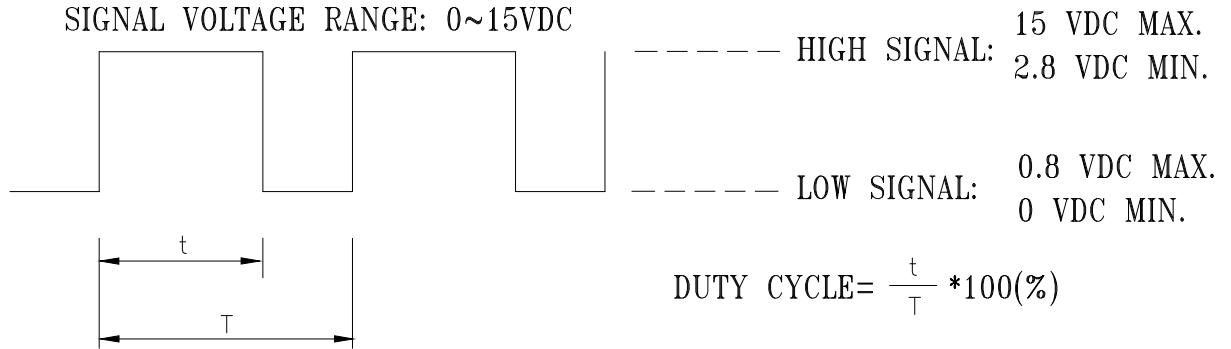 SIGNAL VOLTAGE RANGE: 0~15VDC
HIGH SIGNAL: 15 VDC MAX.
2.8 VDC MIN.
LOW SIGNAL: 0.8 VDC MAX.
0 VDC MIN.
t
T
DUTY CYCLE= t/T *100(%)